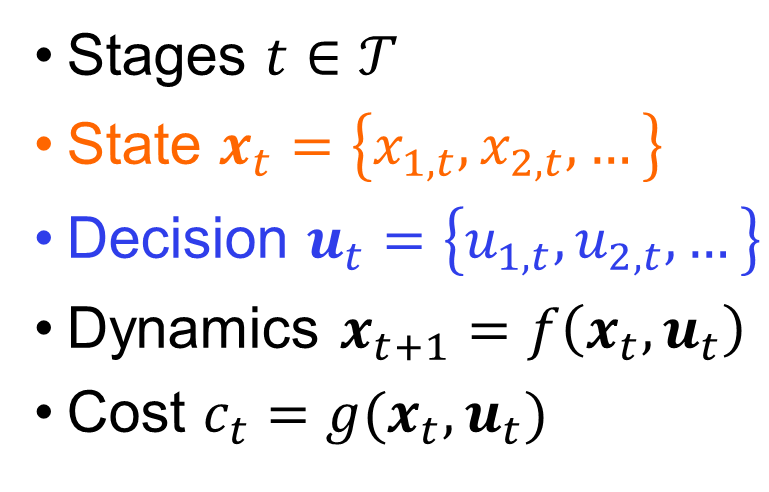 • Stages t ∈ 𝒯
• State 𝒙ₜ = {x₁,ₜ, x₂,ₜ, … }
• Decision 𝒖ₜ = {u₁,ₜ, u₂,ₜ, … }
• Dynamics 𝒙ₜ₊₁ = f(𝒙ₜ, 𝒖ₜ)
• Cost cₜ = g(𝒙ₜ, 𝒖ₜ)